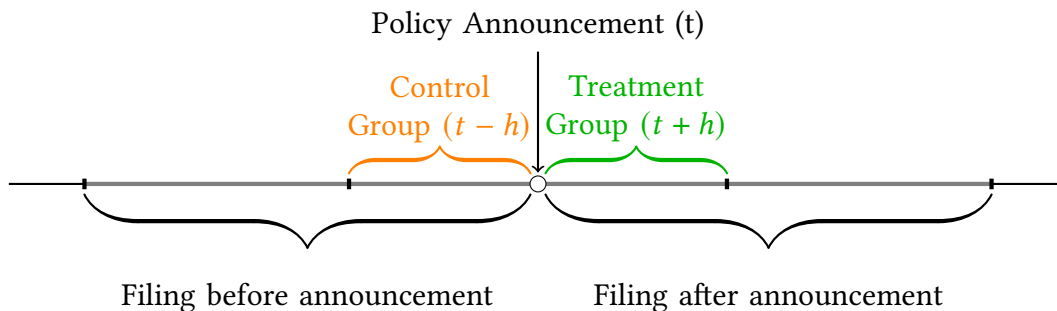 Policy Announcement (t)
Control
Group (t − h)
Treatment
Group (t + h)
Filing before announcement
Filing after announcement